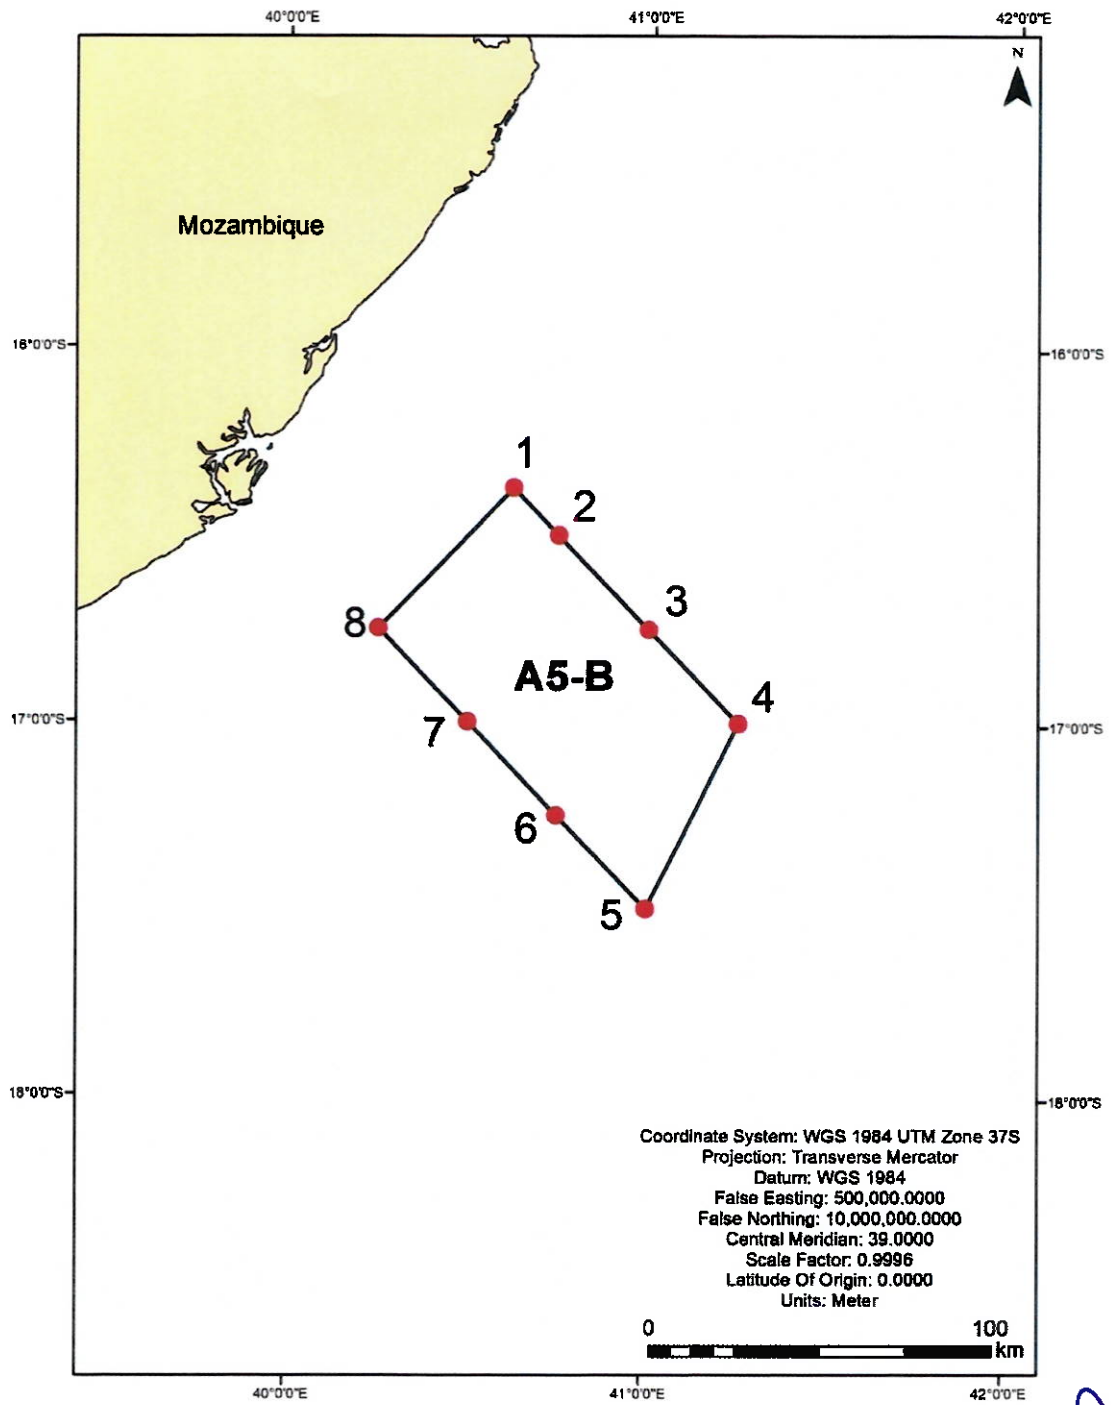 40°0'0"E 41°0'0"E 42°0'0"E
N
Mozambique
16°0'0"S 16°0'0"S
1
2
3
8
A5-B
4
17°0'0"S 17°0'0"S
7
6
5
18°0'0"S 18°0'0"S
Coordinate System: WGS 1984 UTM Zone 37S
Projection: Transverse Mercator
Datum: WGS 1984
False Easting: 500,000.0000
False Northing: 10,000,000.0000
Central Meridian: 39.0000
Scale Factor: 0.9996
Latitude Of Origin: 0.0000
Units: Meter
0 100
km
40°0'0"E 41°0'0"E 42°0'0"E